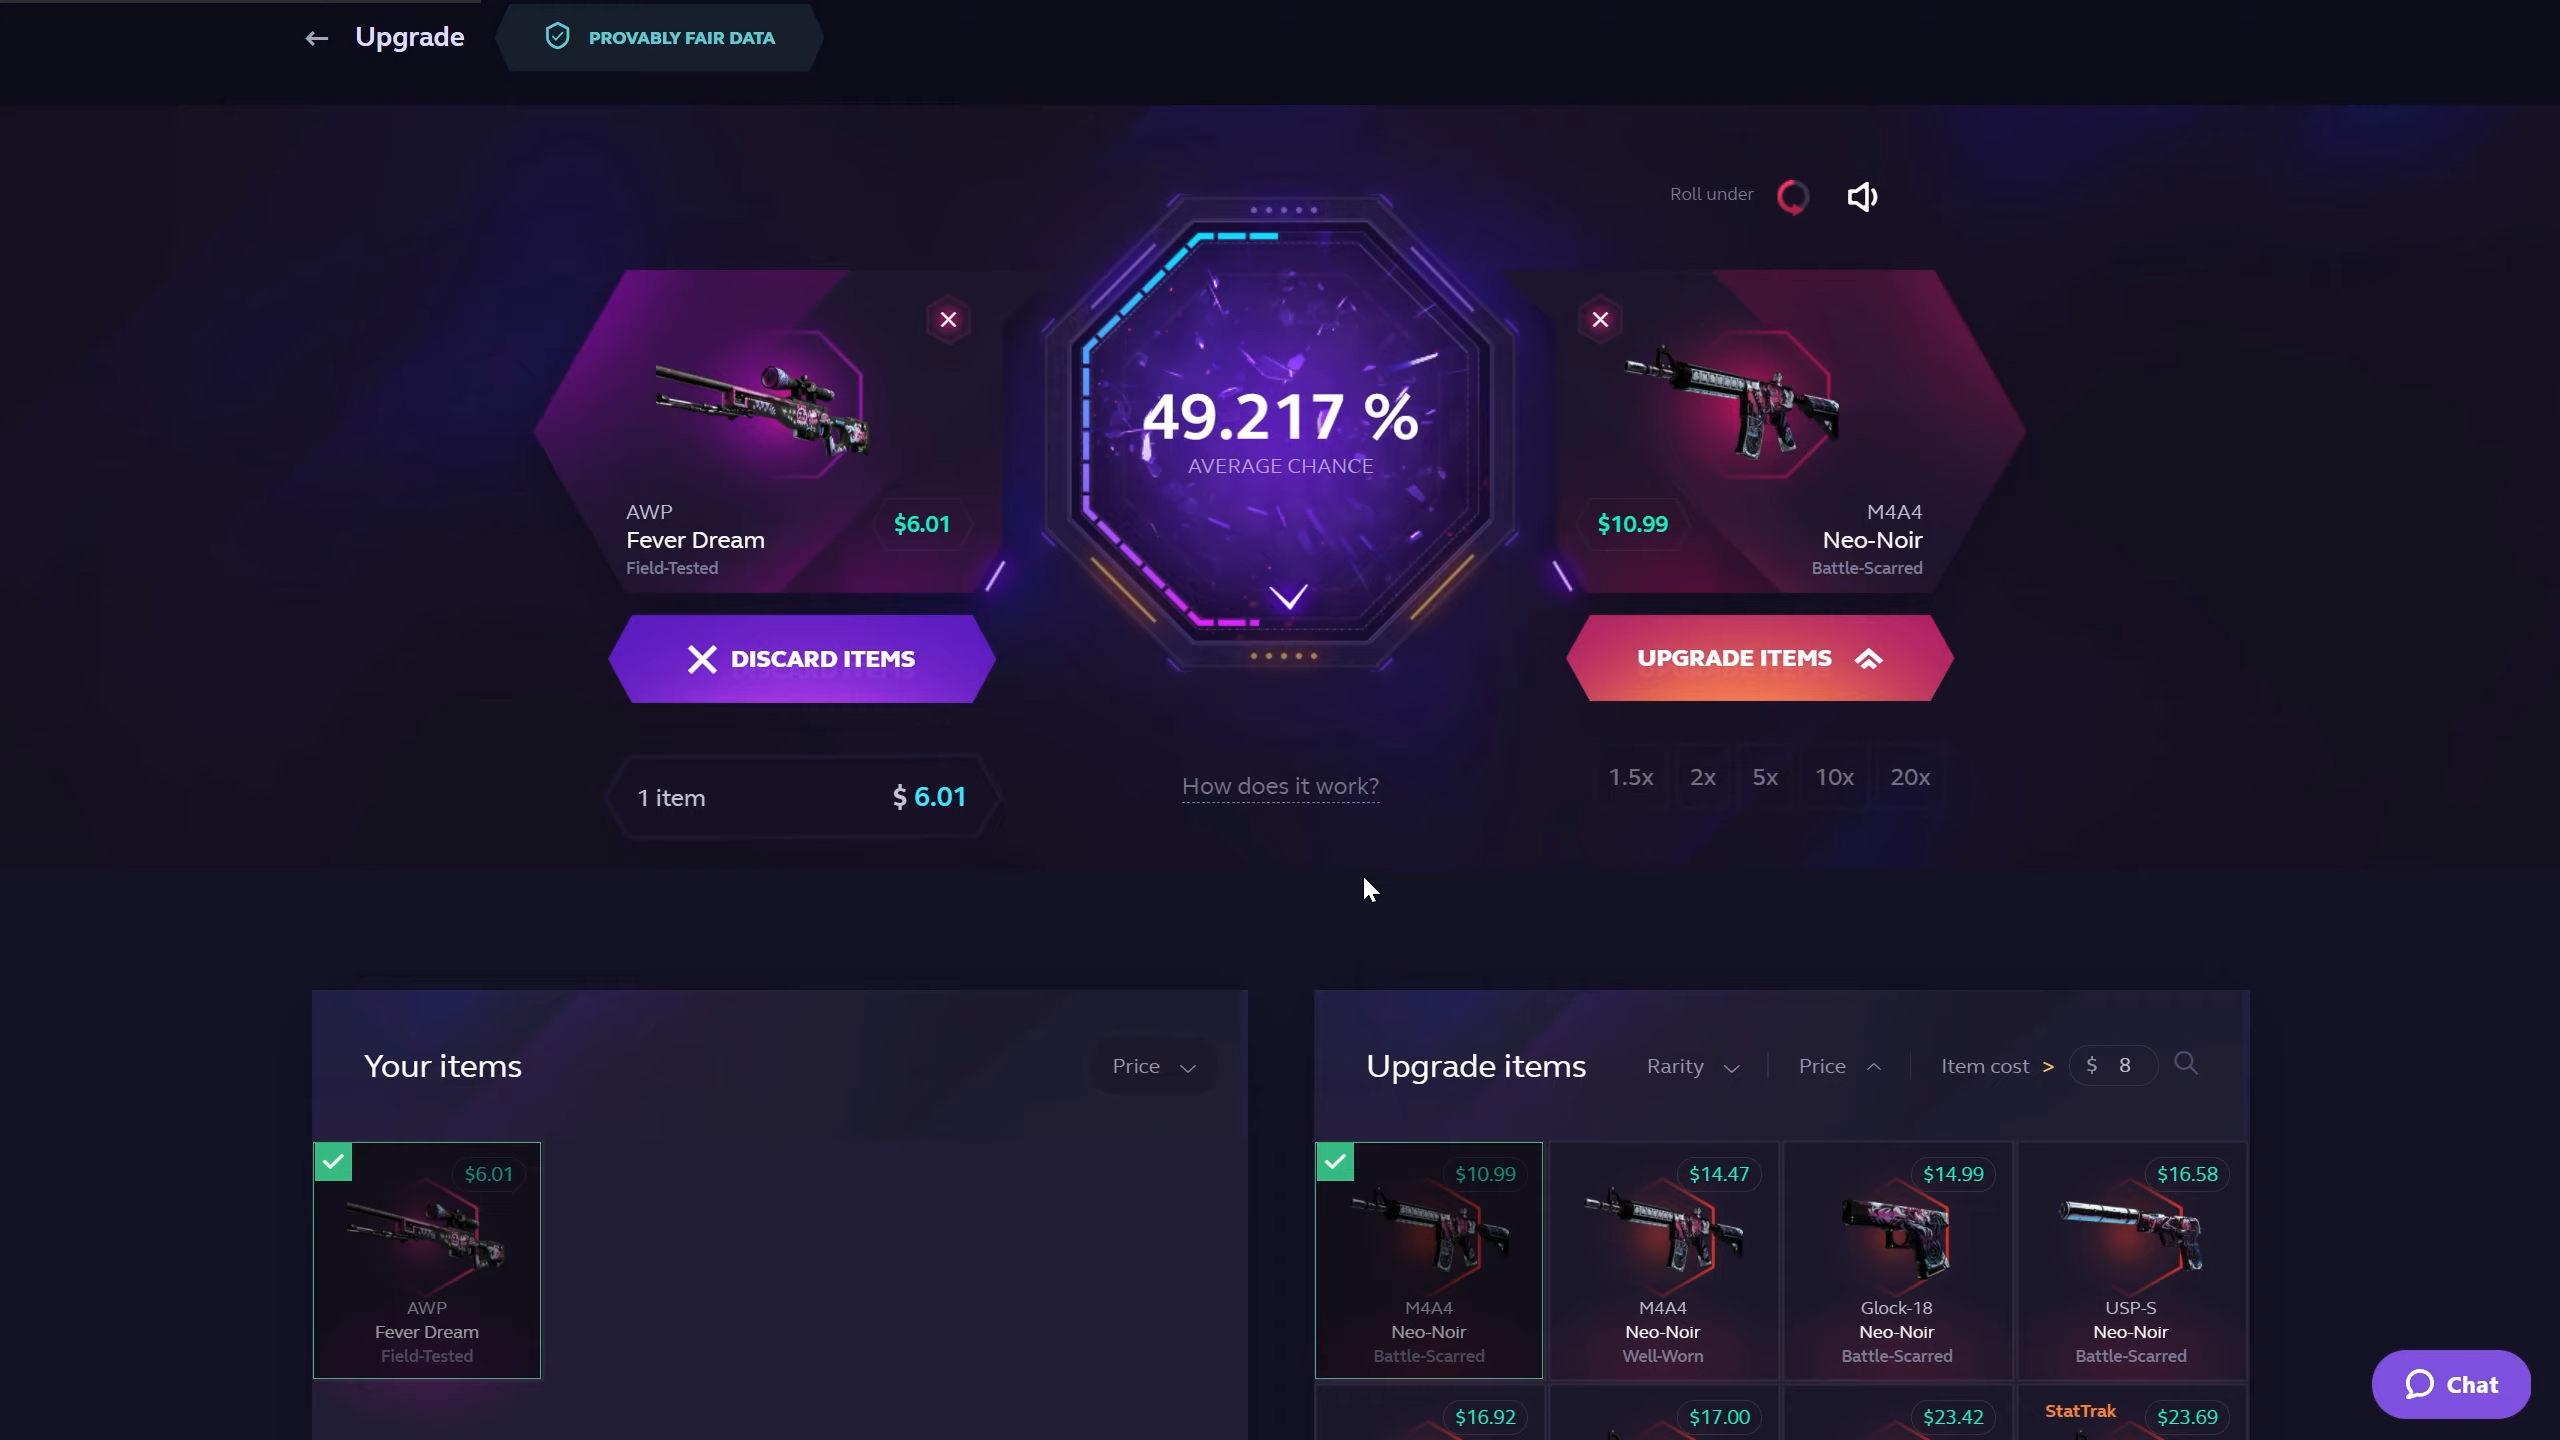 Upgrade
PROVABLY FAIR DATA
Roll under
49.217 %
AVERAGE CHANCE
AWP
Fever Dream
Field-Tested
$6.01
$10.99
M4A4
Neo-Noir
Battle-Scarred
DISCARD ITEMS
UPGRADE ITEMS
1 item
$ 6.01
How does it work?
1.5x 2x 5x 10x 20x
Your items
Price
Upgrade items
Rarity
Price
Item cost >
$ 8
$6.01
AWP
Fever Dream
Field-Tested
$10.99
M4A4
Neo-Noir
Battle-Scarred
$14.47
M4A4
Neo-Noir
Well-Worn
$14.99
Glock-18
Neo-Noir
Battle-Scarred
$16.58
USP-S
Neo-Noir
Battle-Scarred
$16.92
$17.00
$23.42
StatTrak
$23.69
Chat